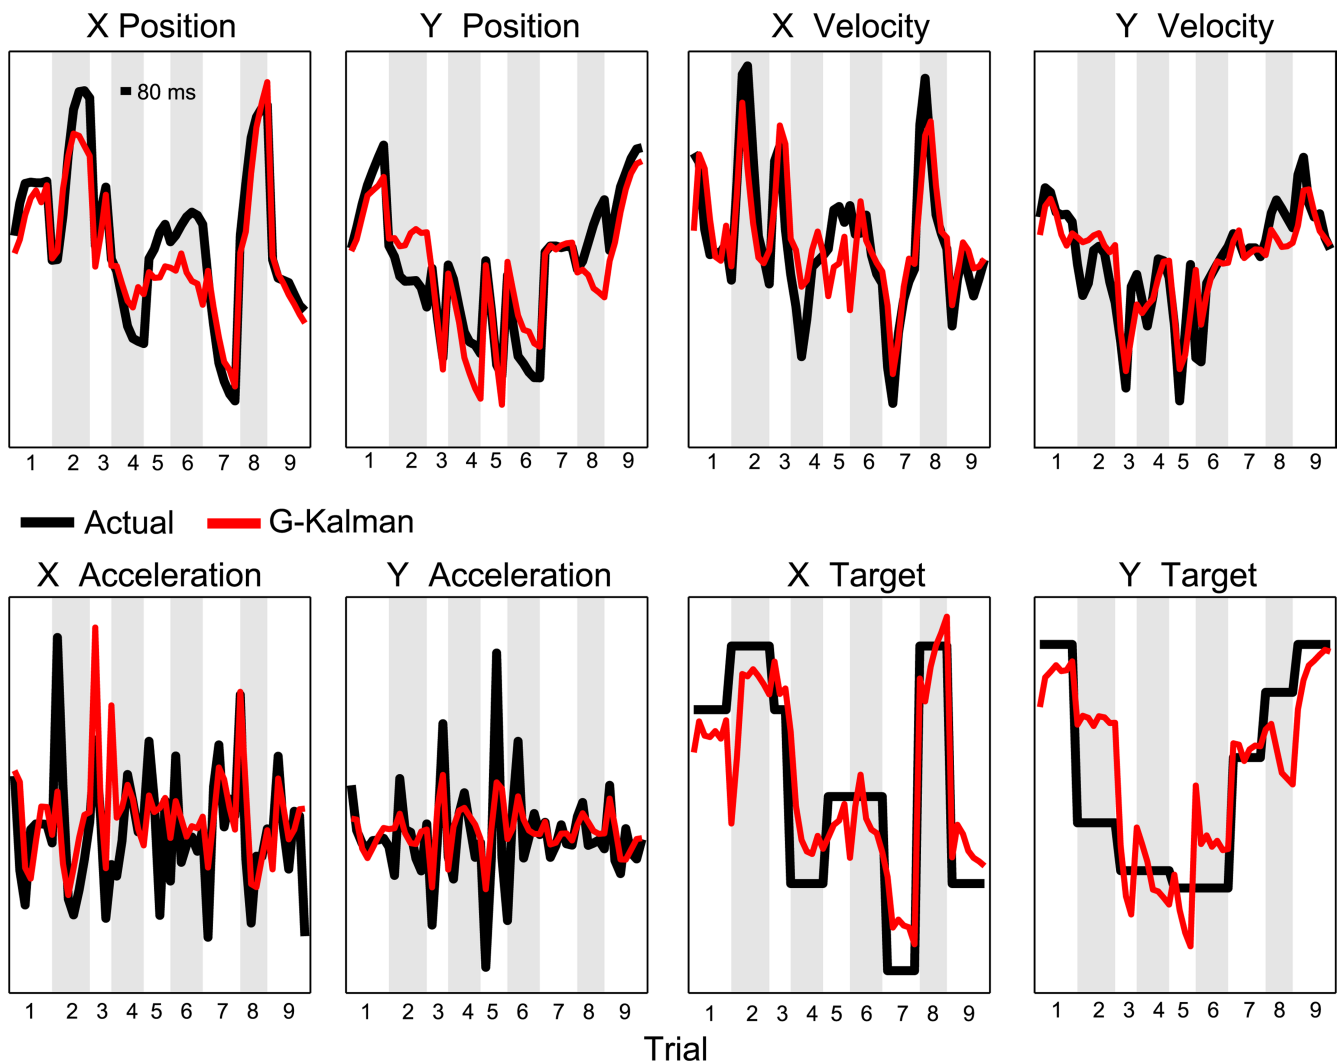 X Position
Y Position
X Velocity
Y Velocity
80 ms
1 2 3 4 5 6 7 8 9
1 2 3 4 5 6 7 8 9
1 2 3 4 5 6 7 8 9
1 2 3 4 5 6 7 8 9
Actual
G-Kalman
X Acceleration
Y Acceleration
X Target
Y Target
1 2 3 4 5 6 7 8 9
1 2 3 4 5 6 7 8 9
1 2 3 4 5 6 7 8 9
1 2 3 4 5 6 7 8 9
Trial